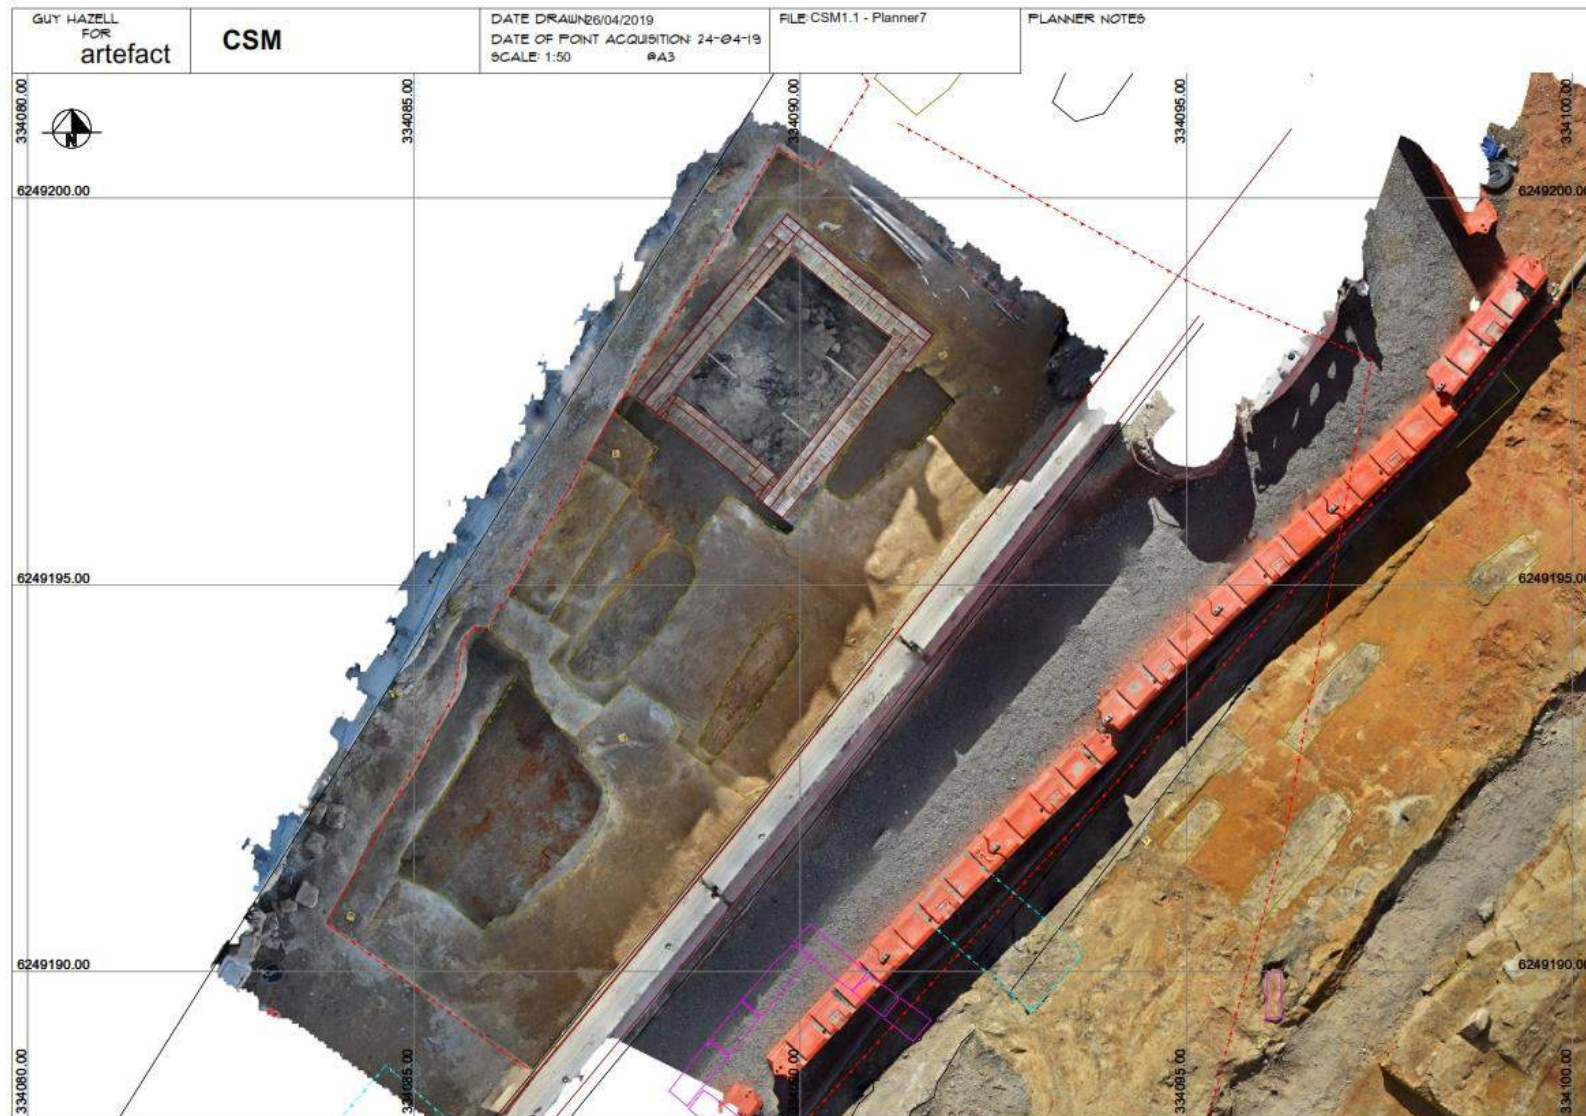 GUY HAZELL
FOR
artefact
CSM
DATE DRAWN26/04/2019
DATE OF POINT ACQUISITION: 24-04-19
SCALE: 1:50 @A3
FILE:CSM1.1 - Planner7
PLANNER NOTES
334080.00
334085.00
334090.00
334095.00
334100.00
N
6249200.00
6249200.00
6249195.00
6249195.00
6249190.00
6249190.00
334080.00
334085.00
334090.00
334095.00
334100.00